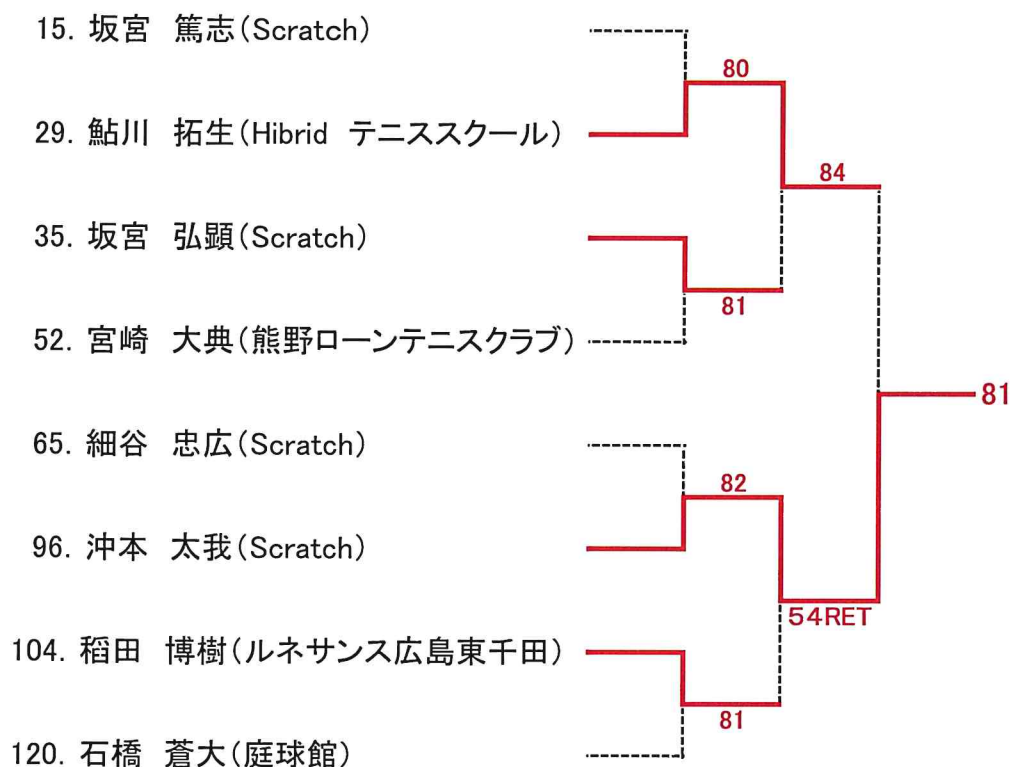 15. 坂宮 篤志(Scratch)
80
29. 鮎川 拓生(Hibrid テニススクール)
84
35. 坂宮 弘顕(Scratch)
81
52. 宮崎 大典(熊野ローンテニスクラブ)
81
65. 細谷 忠広(Scratch)
82
96. 沖本 太我(Scratch)
54RET
104. 稲田 博樹(ルネサンス広島東千田)
81
120. 石橋 蒼大(庭球館)